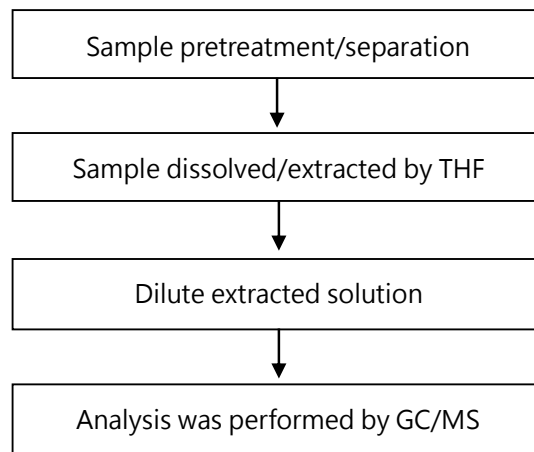 Sample pretreatment/separation
Sample dissolved/extracted by THF
Dilute extracted solution
Analysis was performed by GC/MS